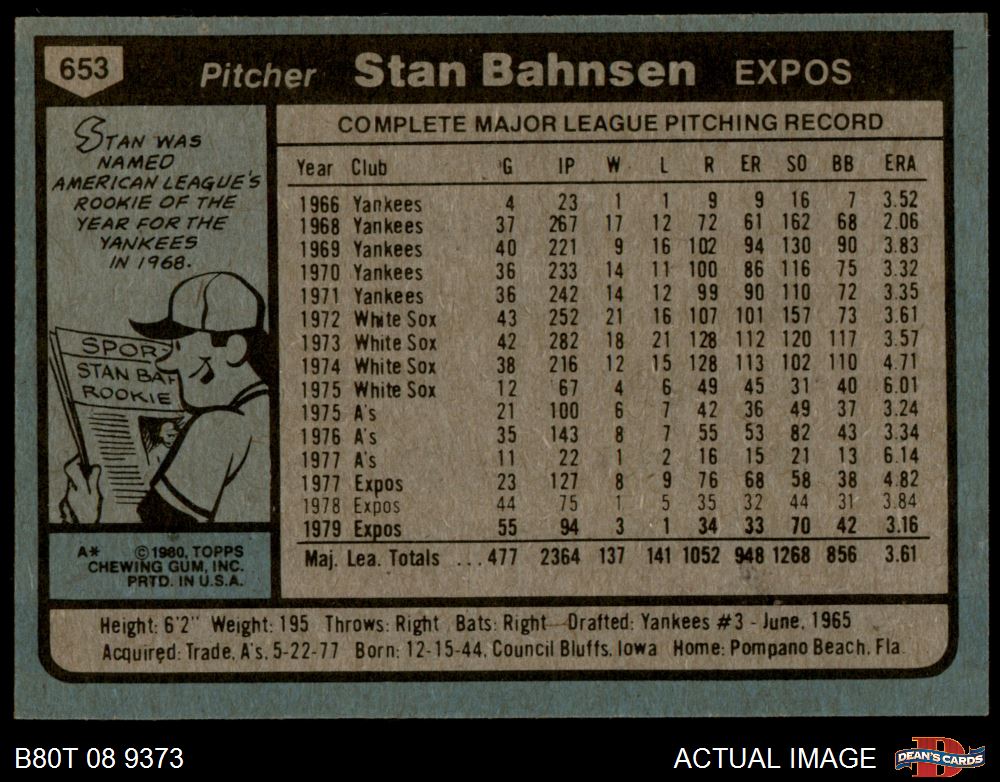 653
Pitcher Stan Bahnsen EXPOS
STAN WAS
NAMED
AMERICAN LEAGUE'S
ROOKIE OF THE
YEAR FOR THE
YANKEES
IN 1968.
SPOR
STAN BA
ROOKIE
A* ©1980, TOPPS
CHEWING GUM, INC.
PRTD. IN U.S.A.
COMPLETE MAJOR LEAGUE PITCHING RECORD
Year Club G IP W L R ER SO BB ERA
1966 Yankees 4 23 1 1 9 9 16 7 3.52
1968 Yankees 37 267 17 12 72 61 162 68 2.06
1969 Yankees 40 221 9 16 102 94 130 90 3.83
1970 Yankees 36 233 14 11 100 86 116 75 3.32
1971 Yankees 36 242 14 12 99 90 110 72 3.35
1972 White Sox 43 252 21 16 107 101 157 73 3.61
1973 White Sox 42 282 18 21 128 112 120 117 3.57
1974 White Sox 38 216 12 15 128 113 102 110 4.71
1975 White Sox 12 67 4 6 49 45 31 40 6.01
1975 A's 21 100 6 7 42 36 49 37 3.24
1976 A's 35 143 8 7 55 53 82 43 3.34
1977 A's 11 22 1 2 16 15 21 13 6.14
1977 Expos 23 127 8 9 76 68 58 38 4.82
1978 Expos 44 75 1 5 35 32 44 31 3.84
1979 Expos 55 94 3 1 34 33 70 42 3.16
Maj. Lea. Totals ...477 2364 137 141 1052 948 1268 856 3.61
Height: 6'2" Weight: 195 Throws: Right Bats: Right Drafted: Yankees #3 - June, 1965
Acquired: Trade, A's, 5-22-77 Born: 12-15-44, Council Bluffs, Iowa Home: Pompano Beach, Fla.
B80T 08 9373 ACTUAL IMAGE DEAN'S CARDS